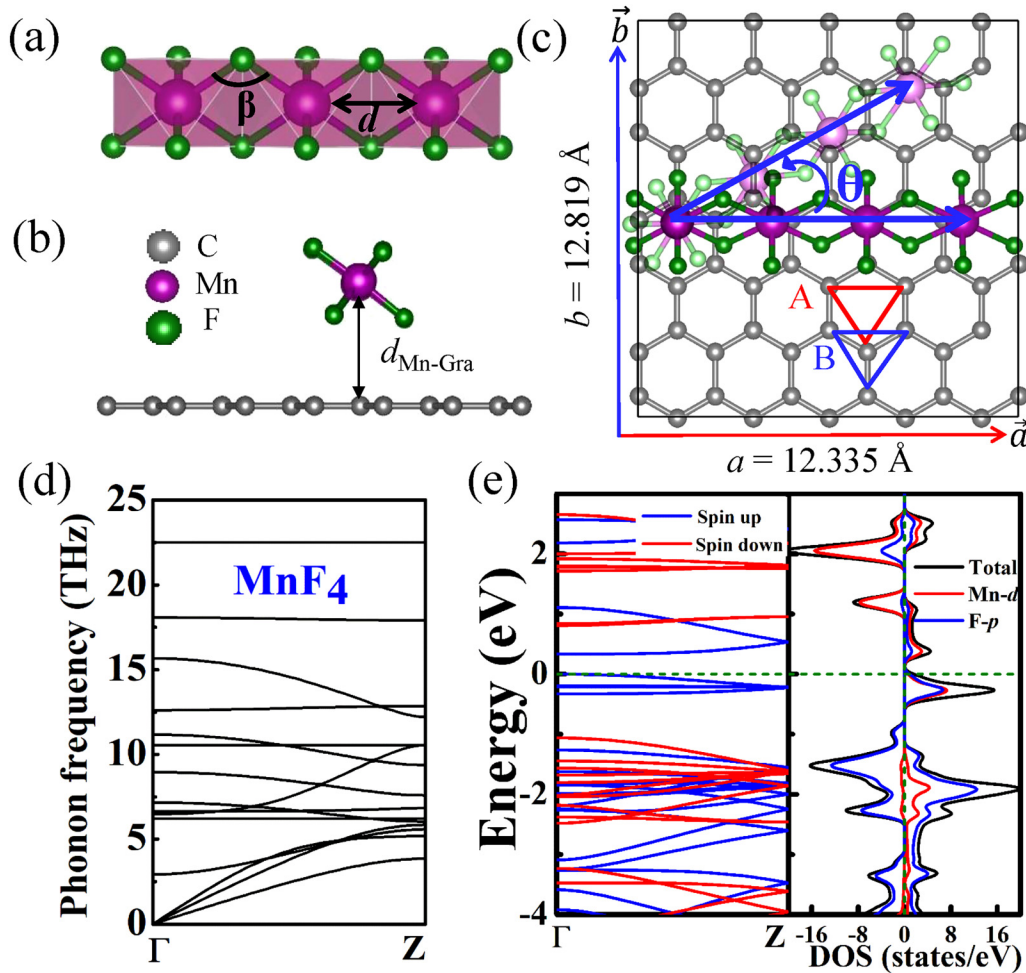 (a)
β
d
(b)
C
Mn
F
d Mn-Gra
(c)
b
b = 12.819 Å
θ
A
B
a
a = 12.335 Å
(d)
Phonon frequency (THz)
25
20
15
10
5
0
MnF4
Γ
Z
(e)
Energy (eV)
2
0
-2
-4
Spin up
Spin down
Total
Mn-d
F-p
Γ
Z
-16 -8 0 8 16
DOS (states/eV)